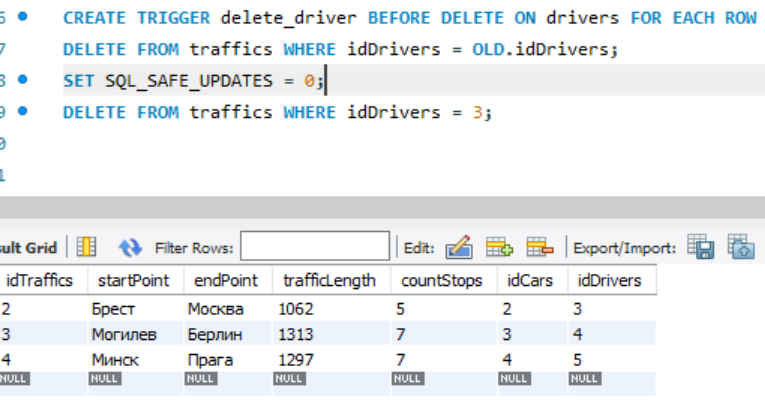 6 CREATE TRIGGER delete_driver BEFORE DELETE ON drivers FOR EACH ROW
7 DELETE FROM traffics WHERE idDrivers = OLD.idDrivers;
8 SET SQL_SAFE_UPDATES = 0;
9 DELETE FROM traffics WHERE idDrivers = 3;
0
1
sult Grid Filter Rows: Edit: Export/Import:
idTraffics startPoint endPoint trafficLength countStops idCars idDrivers
2 Брест Москва 1062 5 2 3
3 Могилев Берлин 1313 7 3 4
4 Минск Прага 1297 7 4 5
NULL NULL NULL NULL NULL NULL NULL